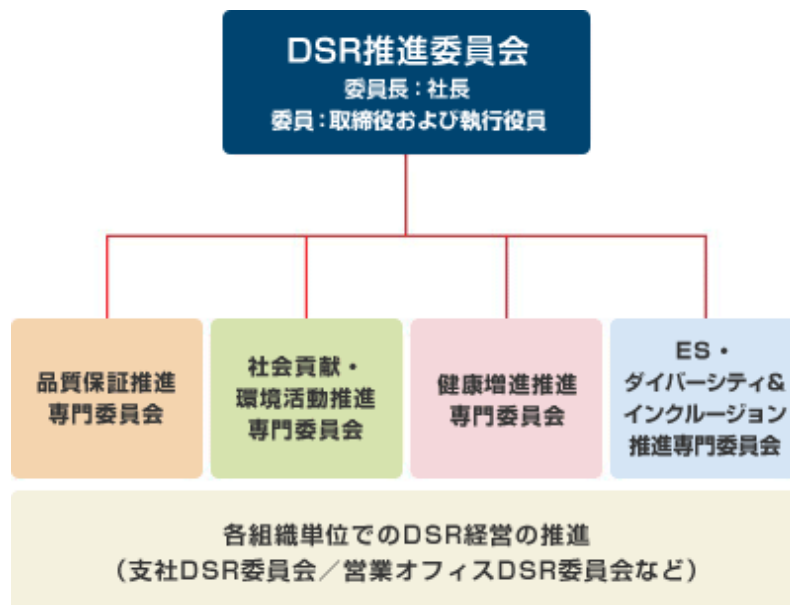 DSR推進委員会
委員長：社長
委員：取締役および執行役員
品質保証推進
専門委員会
社会貢献・
環境活動推進
専門委員会
健康増進推進
専門委員会
ES・
ダイバーシティ&
インクルージョン
推進専門委員会
各組織単位でのDSR経営の推進
（支社DSR委員会／営業オフィスDSR委員会など）